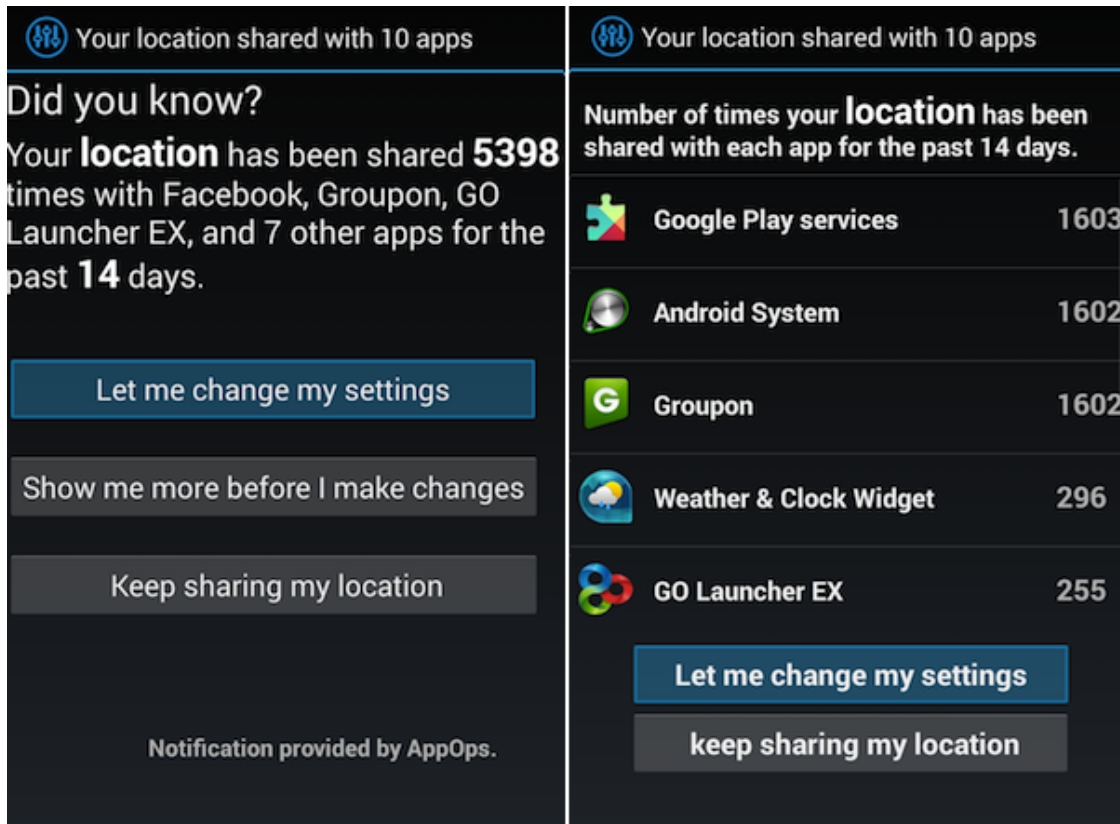 Your location shared with 10 apps
Did you know?
Your location has been shared 5398
times with Facebook, Groupon, GO
Launcher EX, and 7 other apps for the
past 14 days.
Let me change my settings
Show me more before I make changes
Keep sharing my location
Notification provided by AppOps.
Your location shared with 10 apps
Number of times your location has been
shared with each app for the past 14 days.
Google Play services 1603
Android System 1602
G
Groupon 1602
Weather & Clock Widget 296
GO Launcher EX 255
Let me change my settings
keep sharing my location